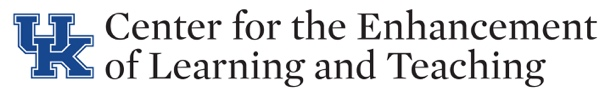 UK Center for the Enhancement
of Learning and Teaching